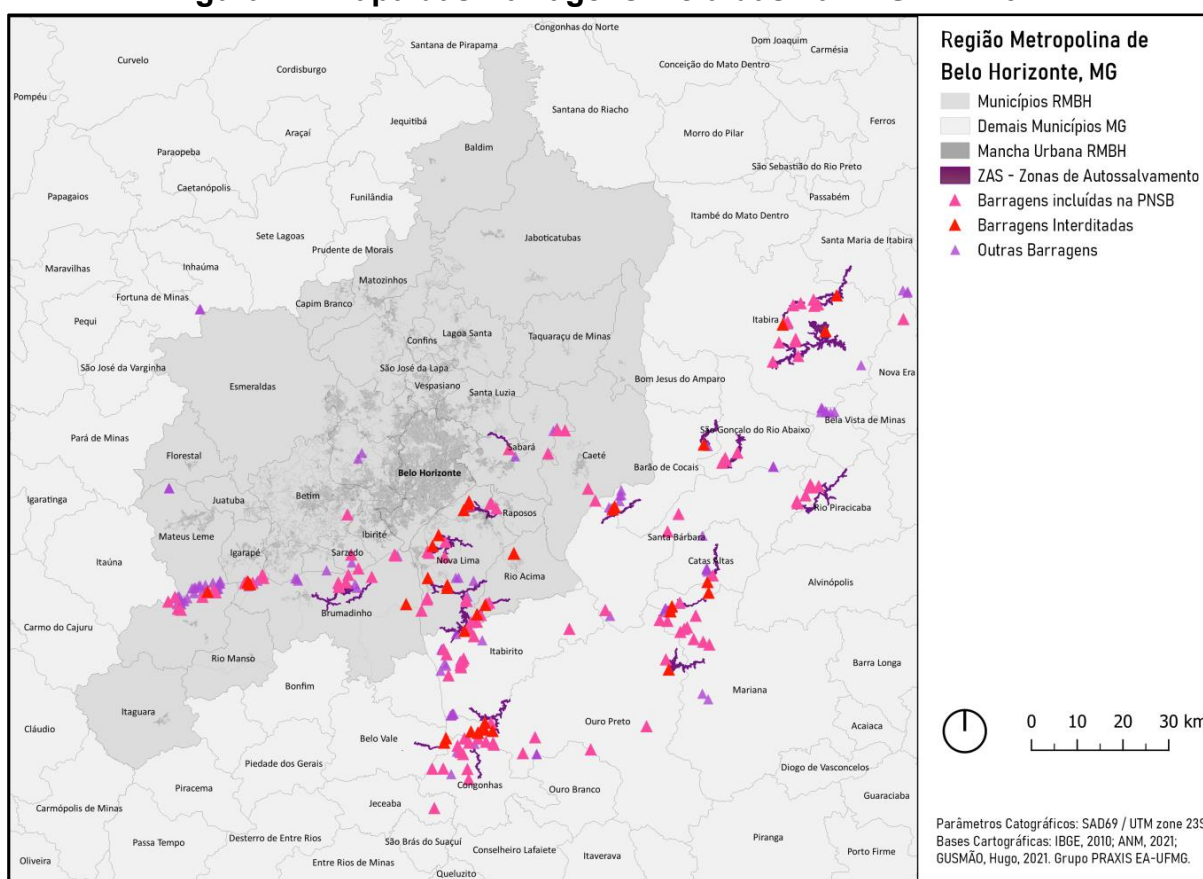 Congonhas do Norte
Santana de Pirapama
Dom Joaquim
Carmésia
Curvelo
Cordisburgo
Conceição do Mato Dentro
Pompéu
Santana do Riacho
Jequitibá
Ferros
Araçaí
Morro do Pilar
Baldim
Paraopeba
São Sebastião do Rio Preto
Caetanópolis
Papagaios
Funilândia
Passabém
Itambé do Mato Dentro
Sete Lagoas
Jaboticatubas
Santa Maria de Itabira
Prudente de Morais
Maravilhas
Inhaúma
Matozinhos
Fortuna de Minas
Capim Branco
Pequi
Itabira
Lagoa Santa
Taquaraçu de Minas
Confins
São José da Varginha
São José da Lapa
Nova Era
Vespasiano
Bom Jesus do Amparo
Esmeraldas
Santa Luzia
Bela Vista de Minas
São Gonçalo do Rio Abaixo
Pará de Minas
Sabará
Florestal
Caeté
Barão de Cocais
Belo Horizonte
Igaratinga
Juatuba
Betim
Rio Piracicaba
Raposos
Mateus Leme
Ibirité
Santa Bárbara
Igarapé
Sarzedo
Itaúna
Nova Lima
Catas Altas
Rio Acima
Alvinópolis
Brumadinho
Carmo do Cajuru
Rio Manso
Itabirito
Barra Longa
Bonfim
Mariana
Itaguara
Ouro Preto
Cláudio
Belo Vale
Acaiaca
Piedade dos Gerais
Diogo de Vasconcelos
Congonhas
Ouro Branco
Piracema
Guaraciaba
Jeceaba
Carmópolis de Minas
Passa Tempo
Desterro de Entre Rios
São Brás do Suaçuí
Piranga
Conselheiro Lafaiete
Porto Firme
Oliveira
Entre Rios de Minas
Itaverava
Queluzito
Região Metropolina de
Belo Horizonte, MG
Municípios RMBH
Demais Municípios MG
Mancha Urbana RMBH
ZAS - Zonas de Autossalvamento
Barragens incluídas na PNSB
Barragens Interditadas
Outras Barragens
0 10 20 30 km
Parâmetros Catográficos: SAD69 / UTM zone 23S
Bases Cartográficas: IBGE, 2010; ANM, 2021;
GUSMÃO, Hugo, 2021. Grupo PRAXIS EA-UFMG.